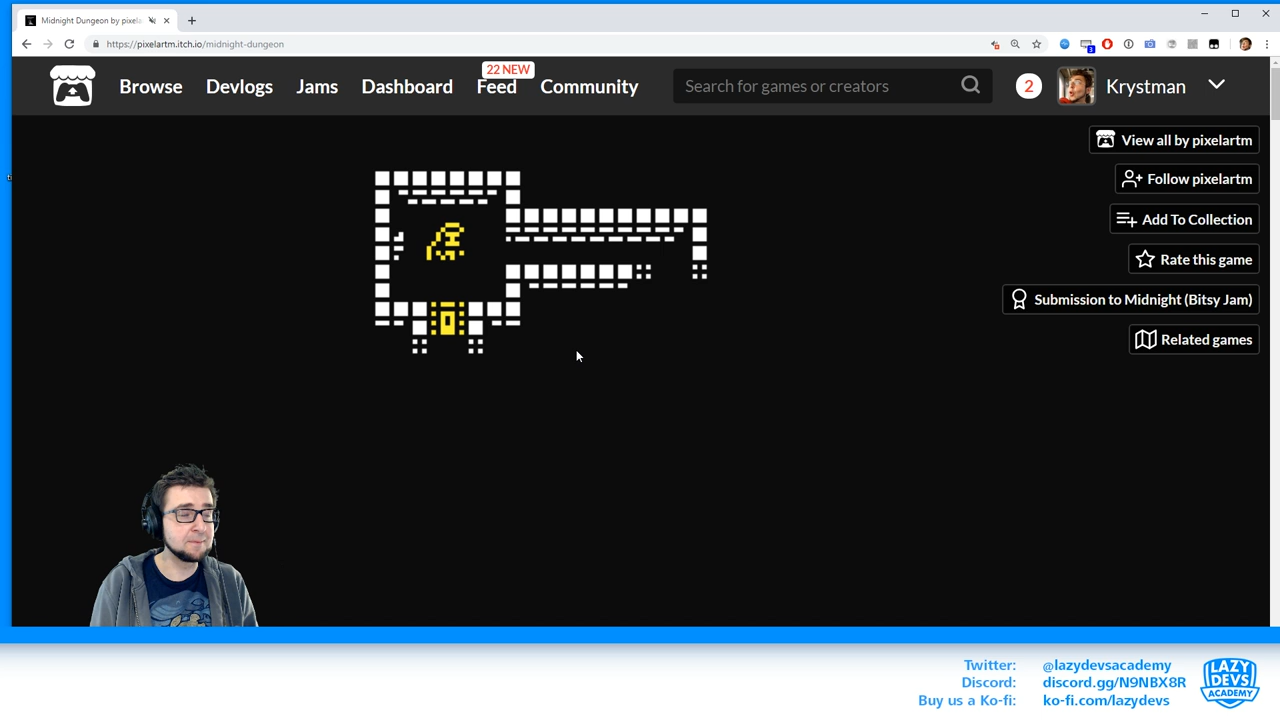 Midnight Dungeon by pixela
https://pixelartm.itch.io/midnight-dungeon
3
Browse
Devlogs
Jams
Dashboard
22 NEW
Feed
Community
Search for games or creators
2
Krystman
View all by pixelartm
Follow pixelartm
Add To Collection
Rate this game
Submission to Midnight (Bitsy Jam)
Related games
Twitter: @lazydevsacademy
Discord: discord.gg/N9NBX8R
Buy us a Ko-fi: ko-fi.com/lazydevs
LAZY
DEVS
ACADEMY